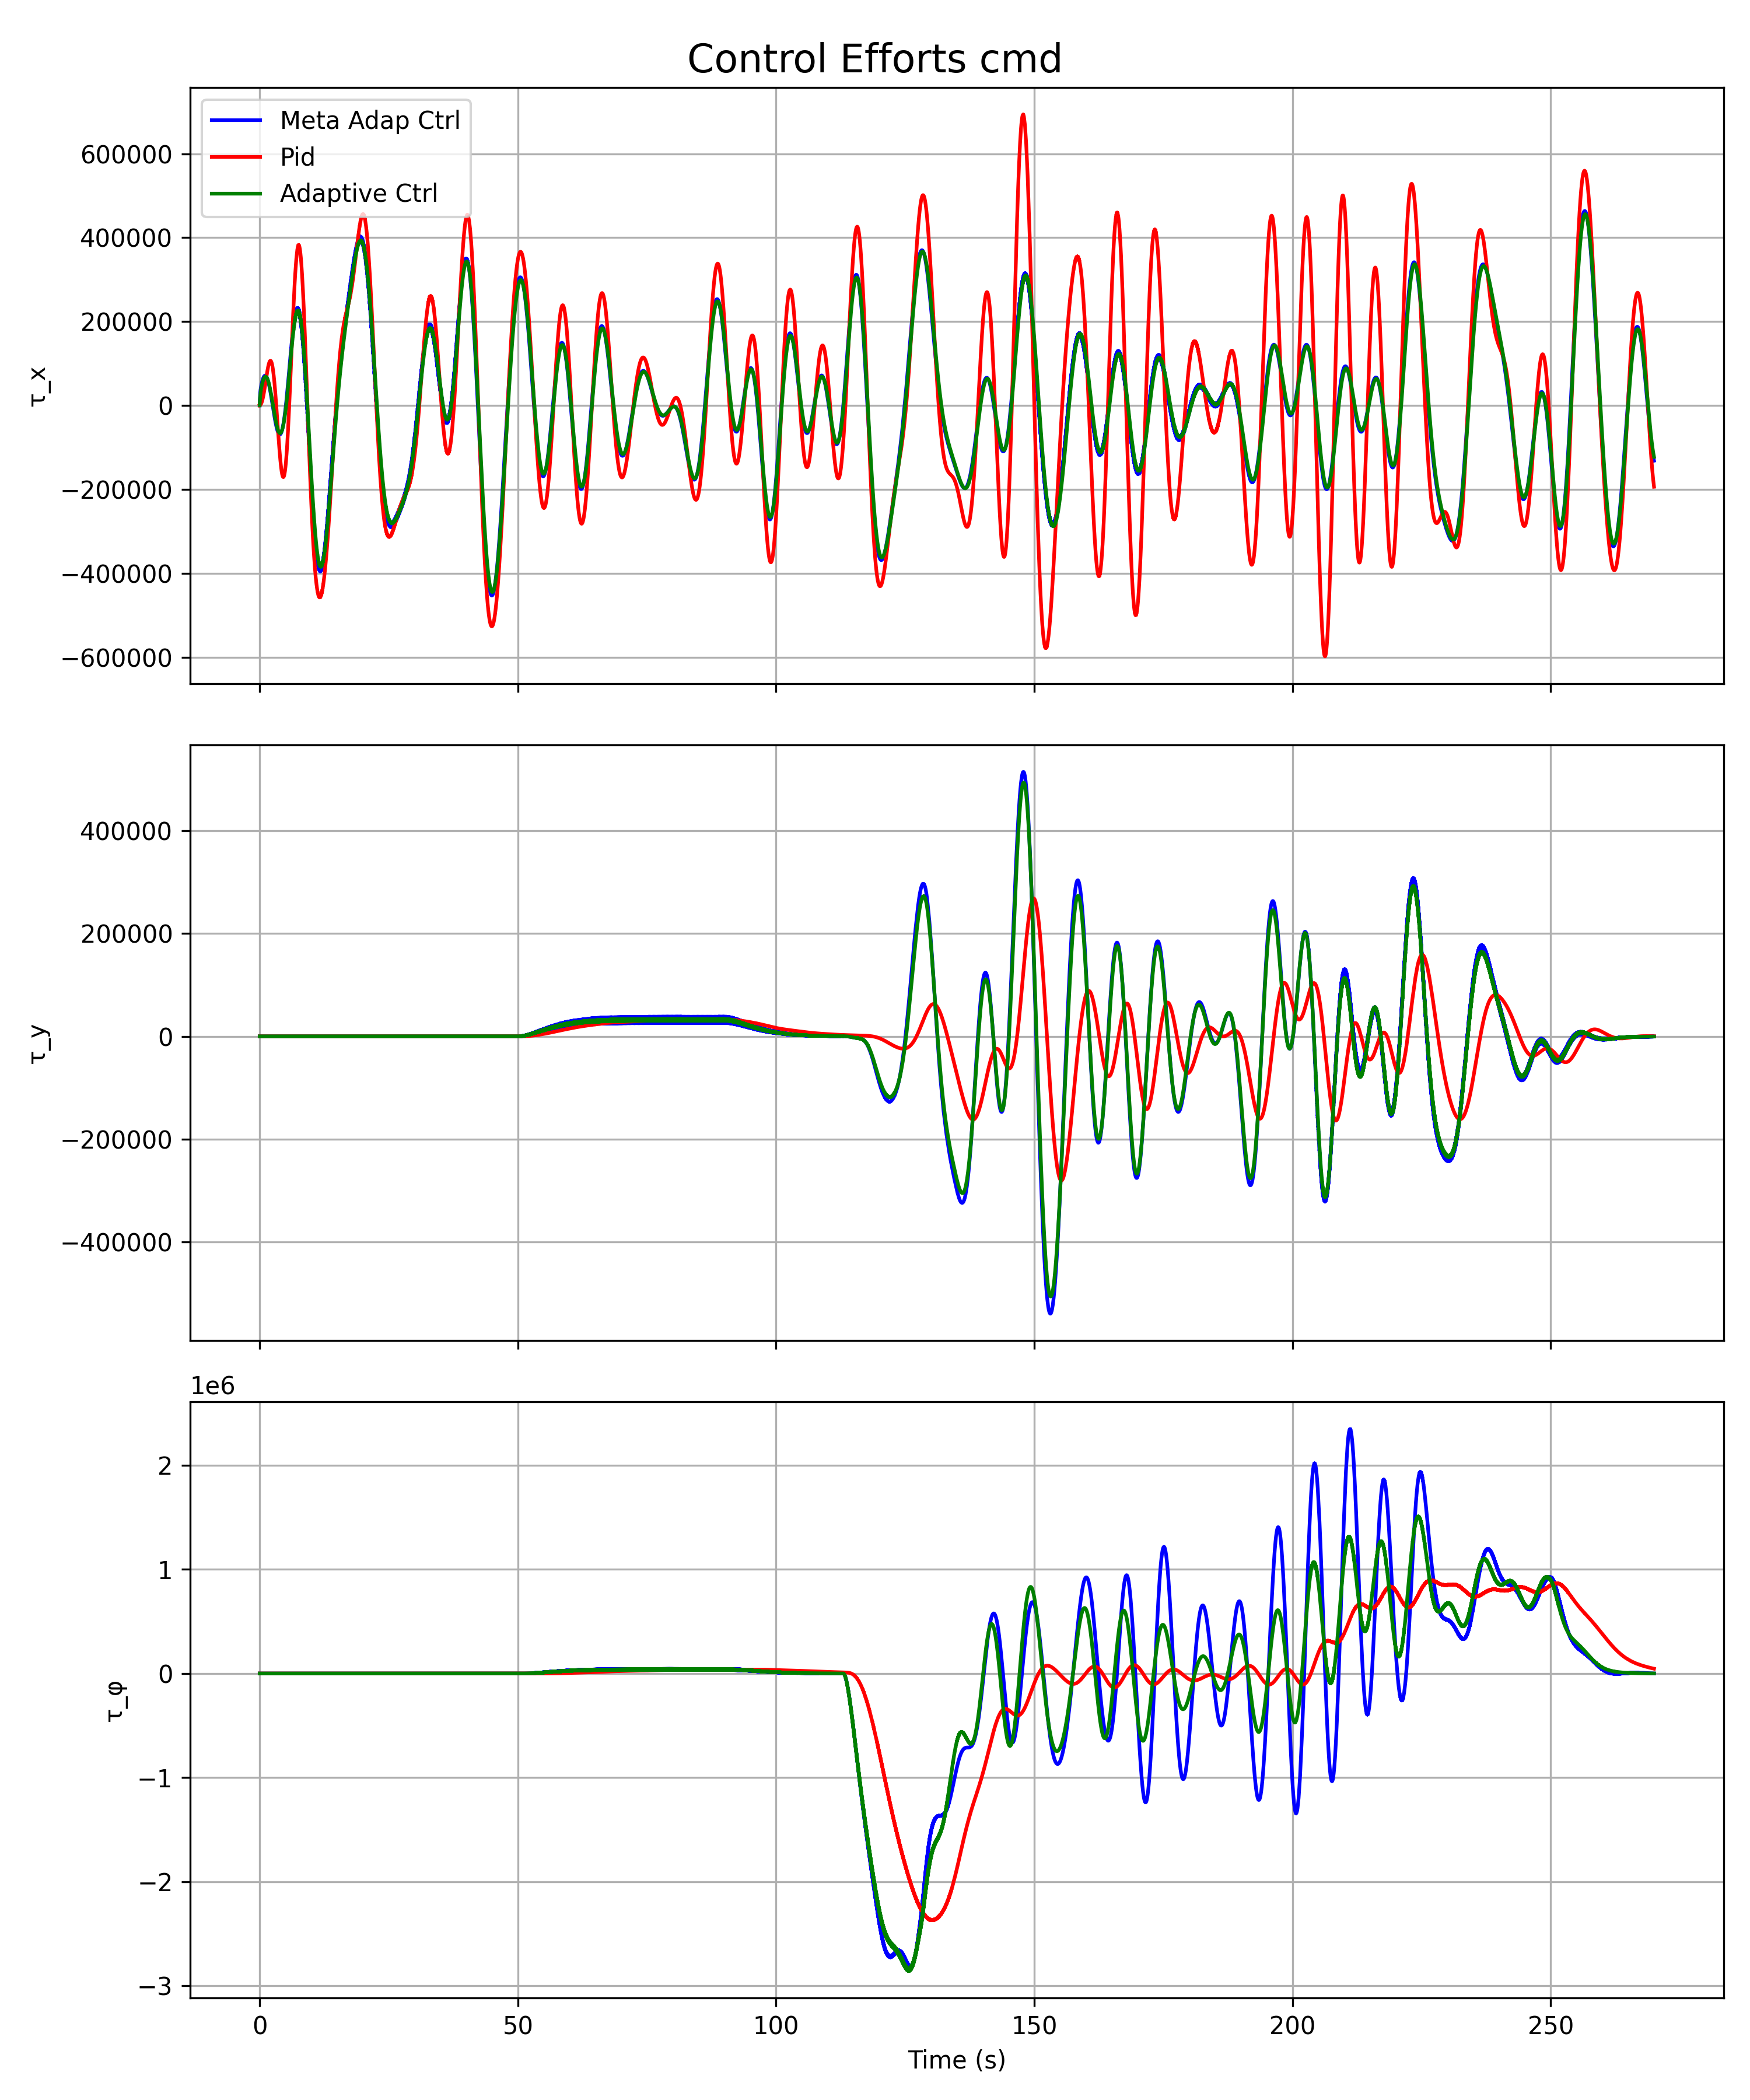 Control Efforts cmd
Meta Adap Ctrl
Pid
Adaptive Ctrl
600000
400000
200000
0
−200000
−400000
−600000
τ_x
400000
200000
0
−200000
−400000
τ_y
1e6
2
1
0
−1
−2
−3
τ_φ
0 50 100 150 200 250
Time (s)